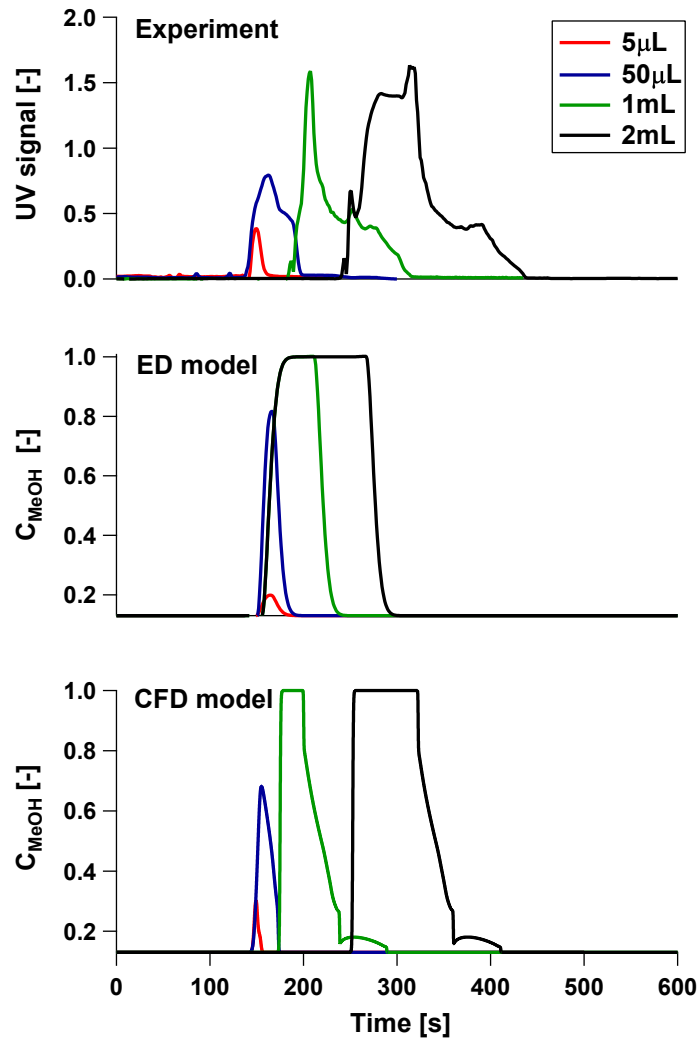 Experiment
5μL
50μL
1mL
2mL
UV signal [-]
2.0
1.5
1.0
0.5
0.0
ED model
C_MeOH [-]
1.0
0.8
0.6
0.4
0.2
CFD model
C_MeOH [-]
1.0
0.8
0.6
0.4
0.2
0 100 200 300 400 500 600
Time [s]